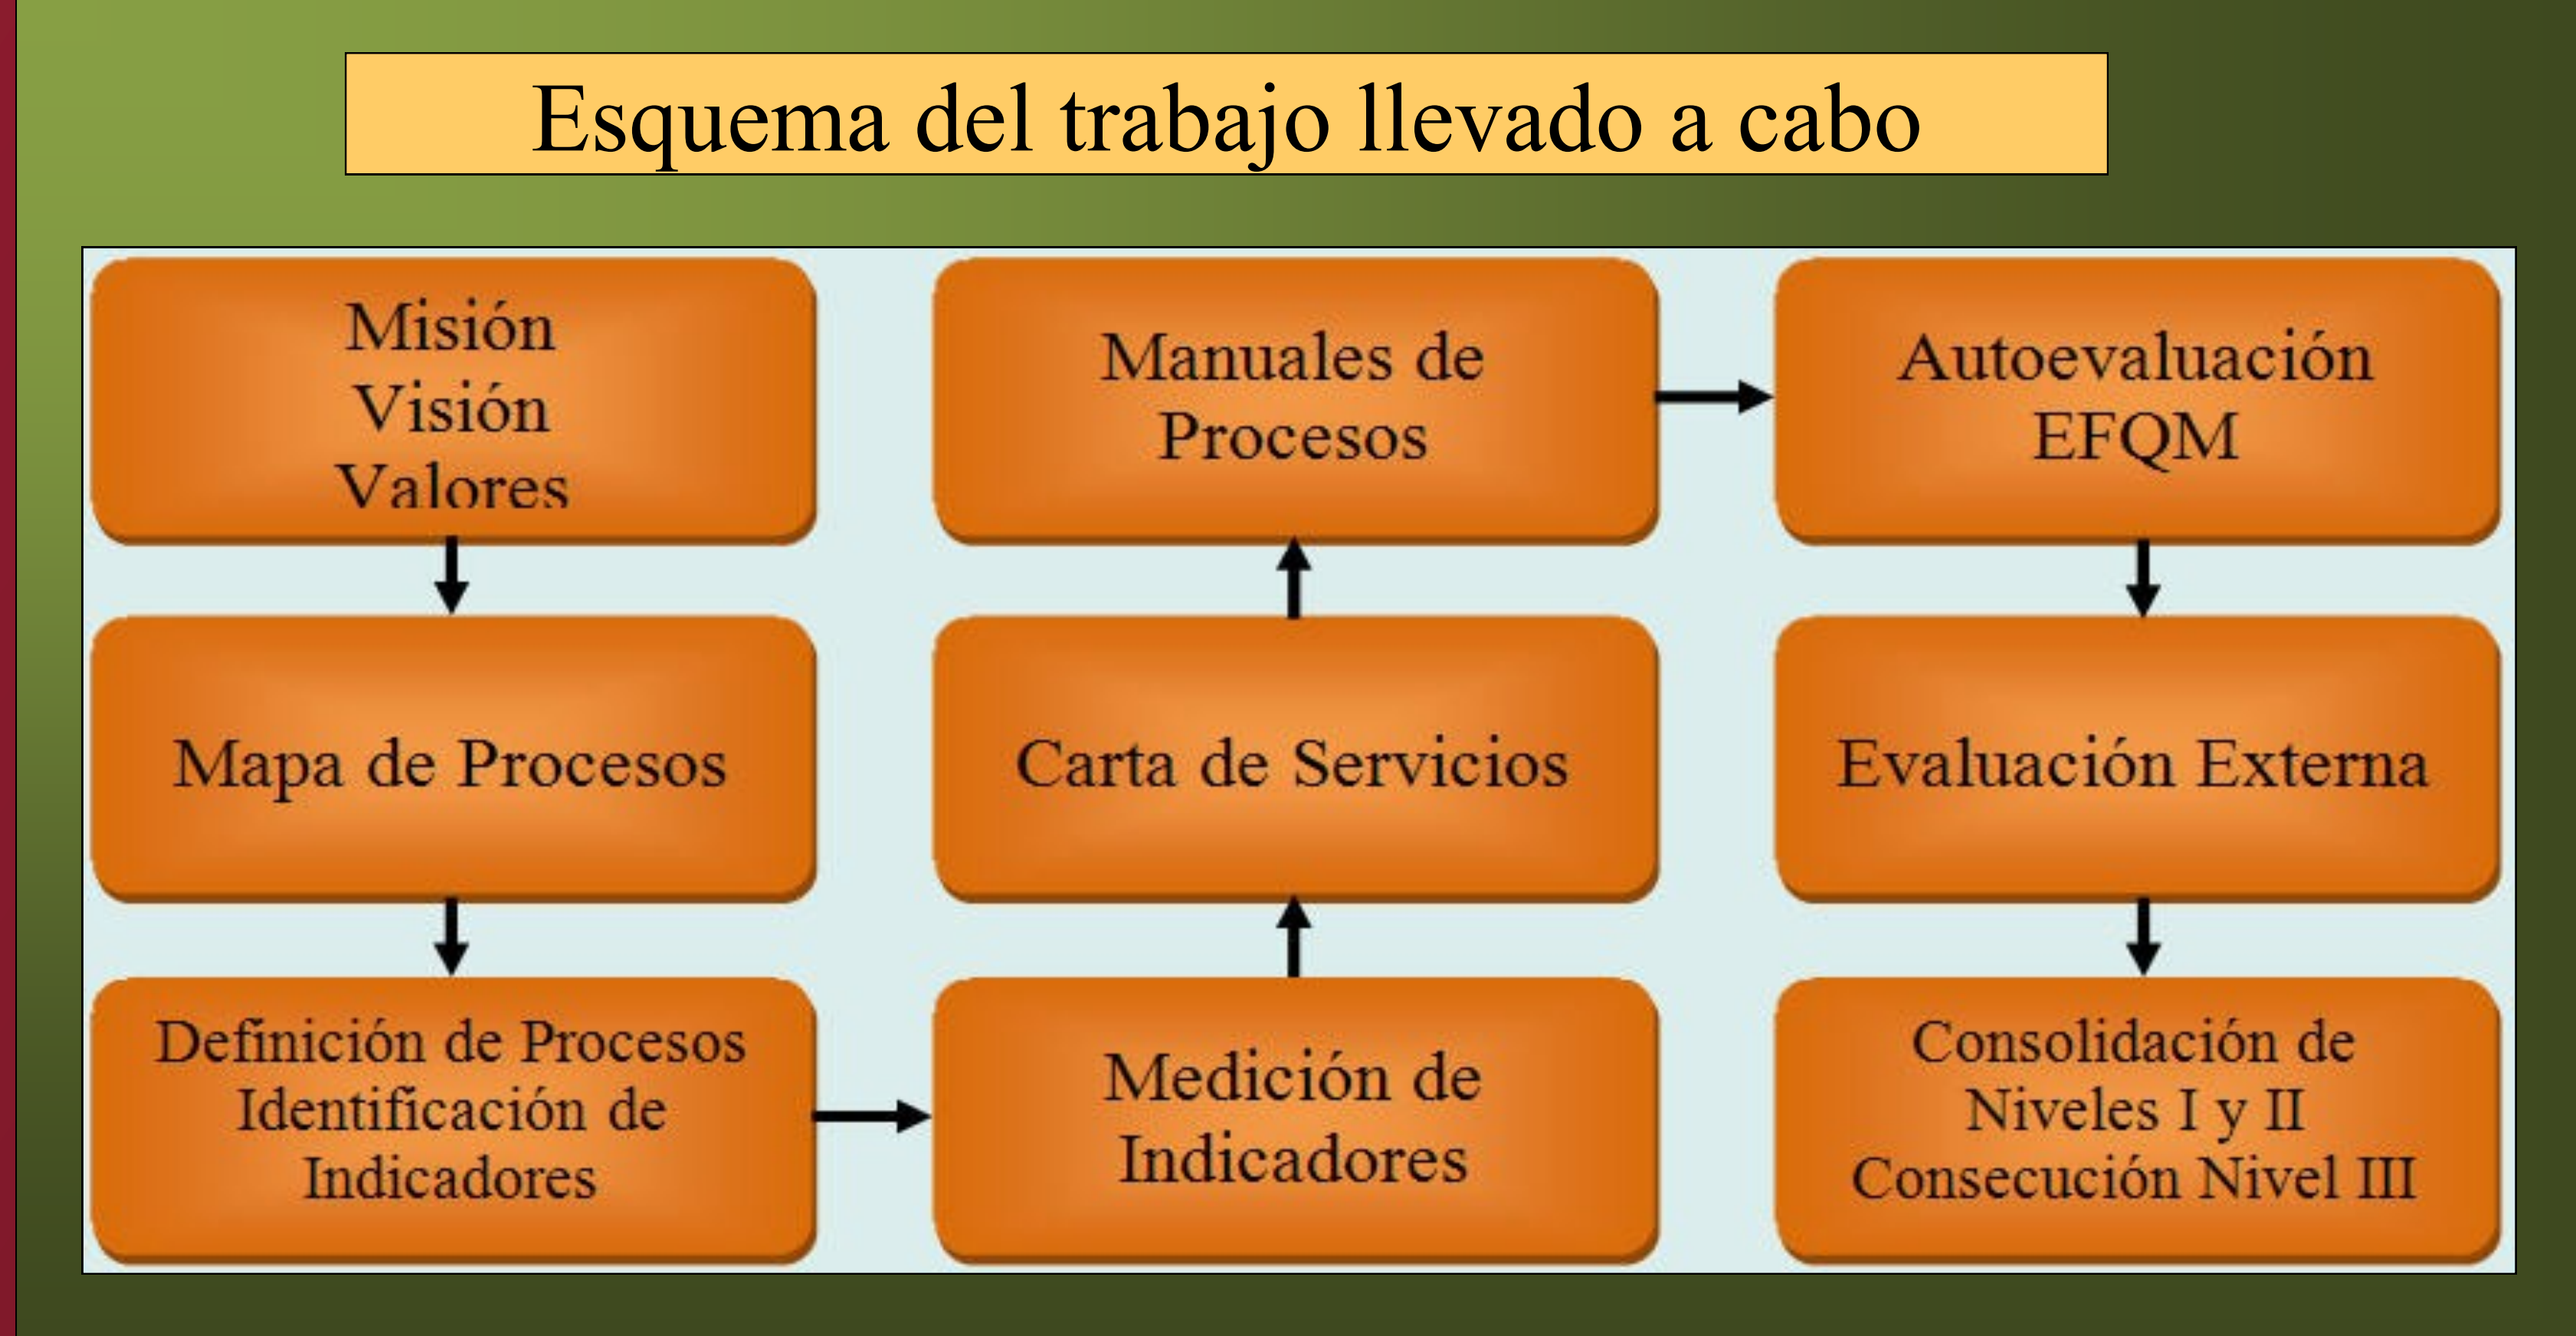 Esquema del trabajo llevado a cabo
Misión
Visión
Valores
Mapa de Procesos
Definición de Procesos
Identificación de
Indicadores
Medición de
Indicadores
Carta de Servicios
Manuales de
Procesos
Autoevaluación
EFQM
Evaluación Externa
Consolidación de
Niveles I y II
Consecución Nivel III